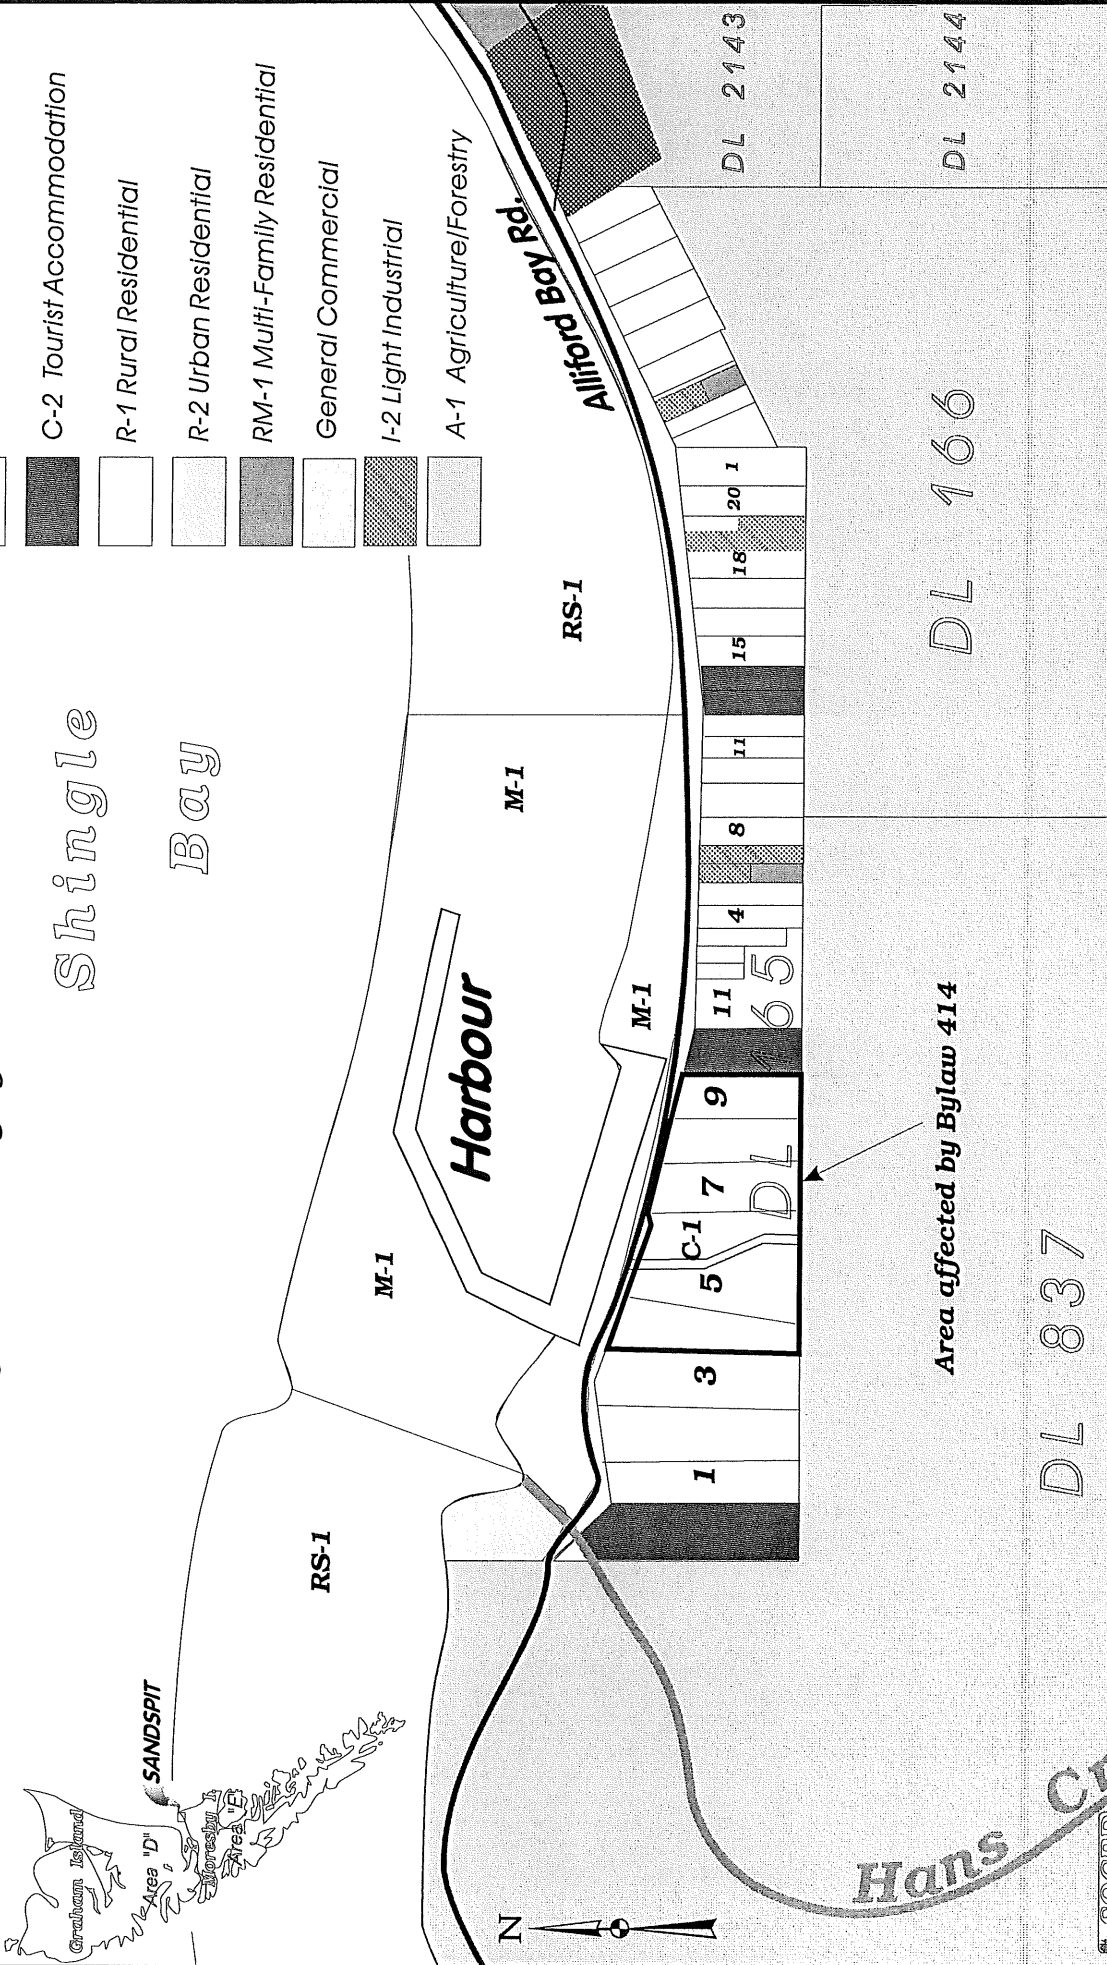 Shingle
Bay
C-2 Tourist Accommodation
R-1 Rural Residential
R-2 Urban Residential
RM-1 Multi-Family Residential
General Commercial
I-2 Light Industrial
A-1 Agriculture/Forestry
SANDSPIT
Graham Island
Area "D"
Moresby I.
Area "E"
RS-1
M-1
M-1
RS-1
Harbour
M-1
Alliford Bay Rd.
N
1
3
5
C-1
7
9
11
4
8
11
15
18
20
1
DL
65
DL 2143
DL 2144
DL 166
DL 837
Area affected by Bylaw 414
Hans